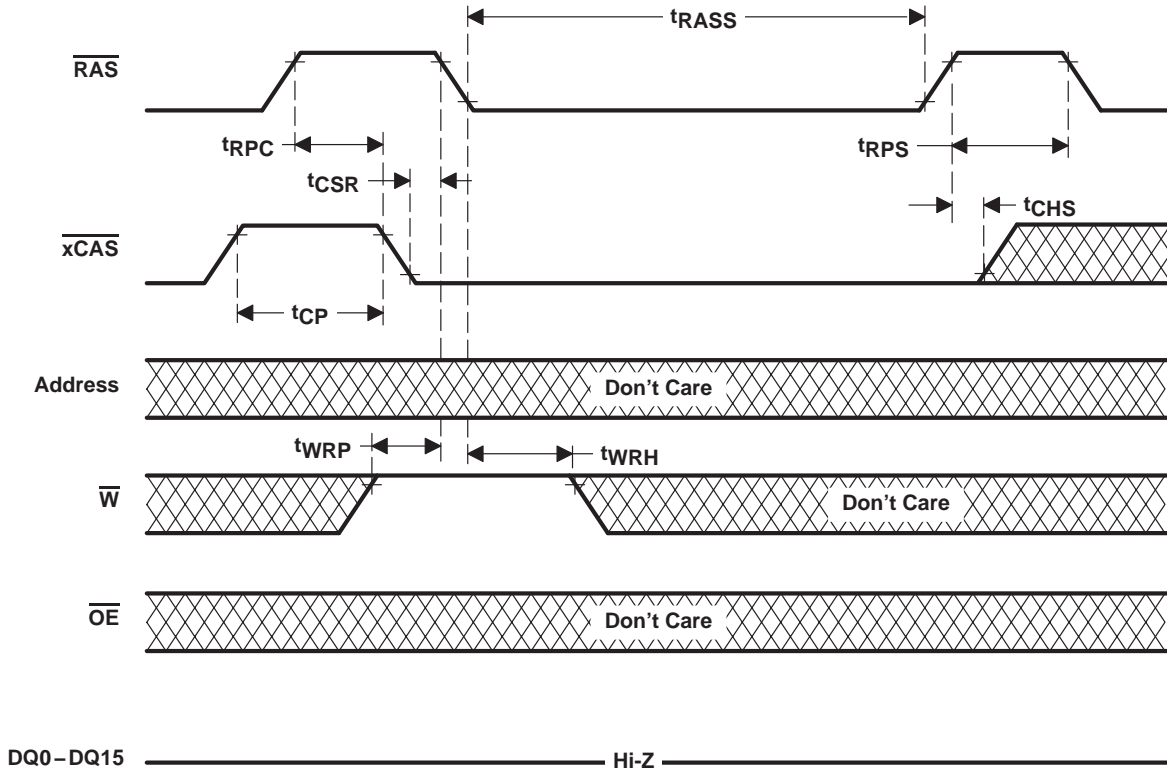 tRASS
RAS
tRPC
tRPS
tCSR
tCHS
xCAS
tCP
Address
Don't Care
tWRP
tWRH
W
Don't Care
OE
Don't Care
DQ0–DQ15
Hi-Z